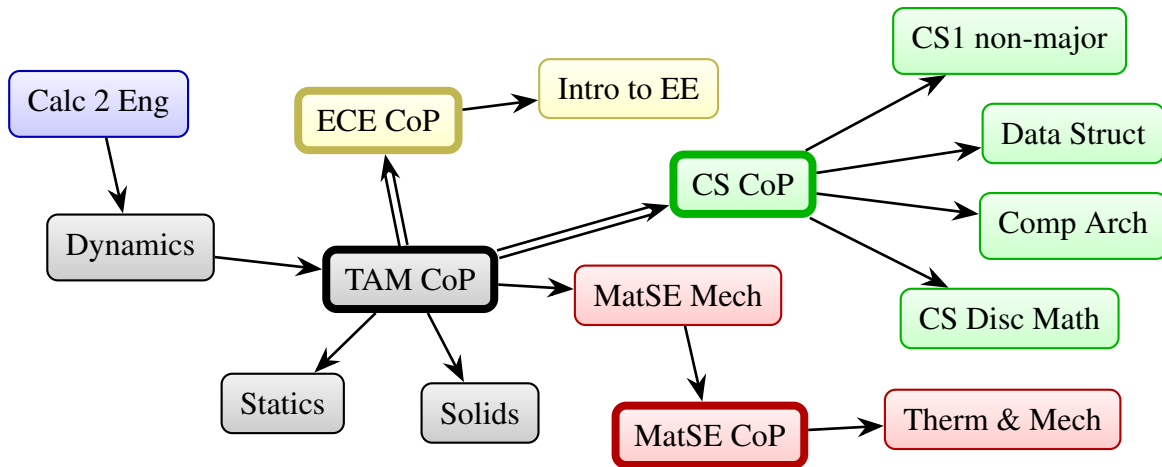 CS1 non-major
Calc 2 Eng
Intro to EE
ECE CoP
Data Struct
CS CoP
Comp Arch
Dynamics
TAM CoP
MatSE Mech
CS Disc Math
Statics
Solids
MatSE CoP
Therm & Mech